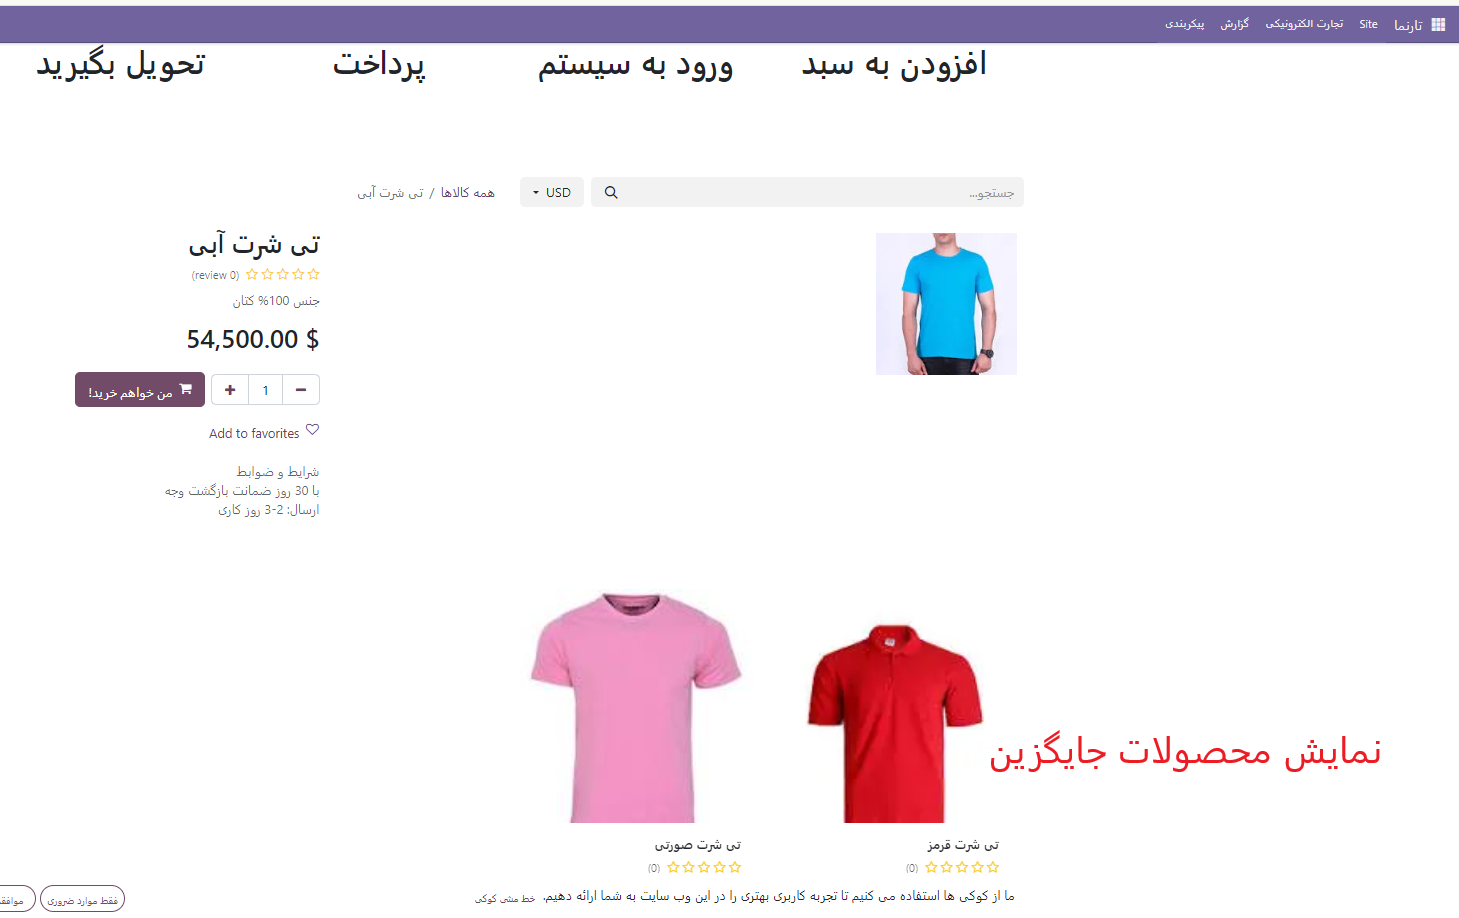 تارنما Site تجارت الکترونیکی گزارش پیکربندی
افزودن به سبد ورود به سیستم پرداخت تحویل بگیرید
جستجو... USD همه کالاها / تی شرت آبی
تی شرت آبی
(0 review)
جنس 100% کتان
$ 54,500.00
− 1 + من خواهم خرید!
Add to favorites
شرایط و ضوابط
با 30 روز ضمانت بازگشت وجه
ارسال: 2-3 روز کاری
نمایش محصولات جایگزین
تی شرت قرمز تی شرت صورتی
(0) (0)
ما از کوکی ها استفاده می کنیم تا تجربه کاربری بهتری را در این وب سایت به شما ارائه دهیم. خط مشی کوکی فقط موارد ضروری